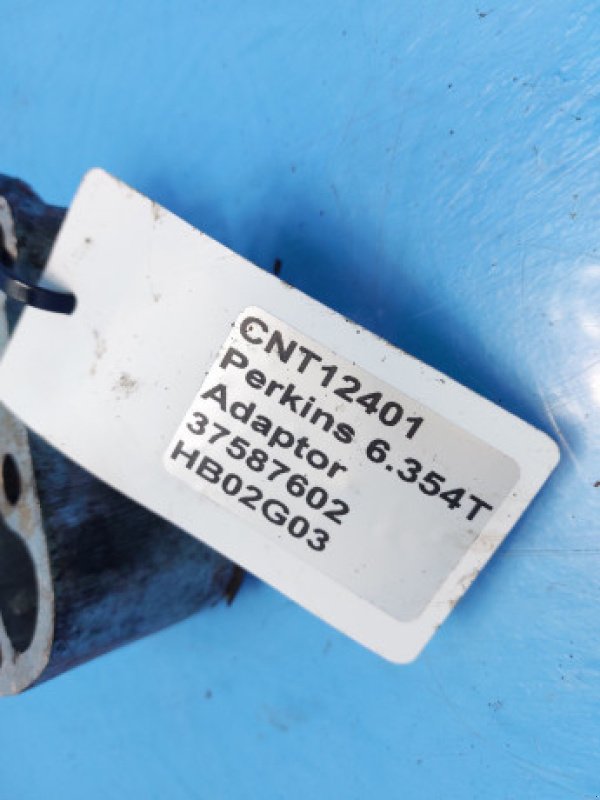 CNT12401
Perkins 6.354T
Adaptor
37587602
HB02G03